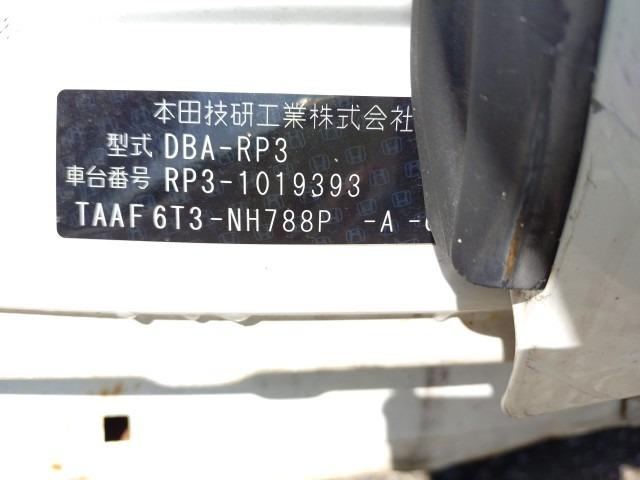 本田技研工業株式会社
型式 DBA-RP3
車台番号 RP3-1019393
TAAF 6T3-NH788P -A -